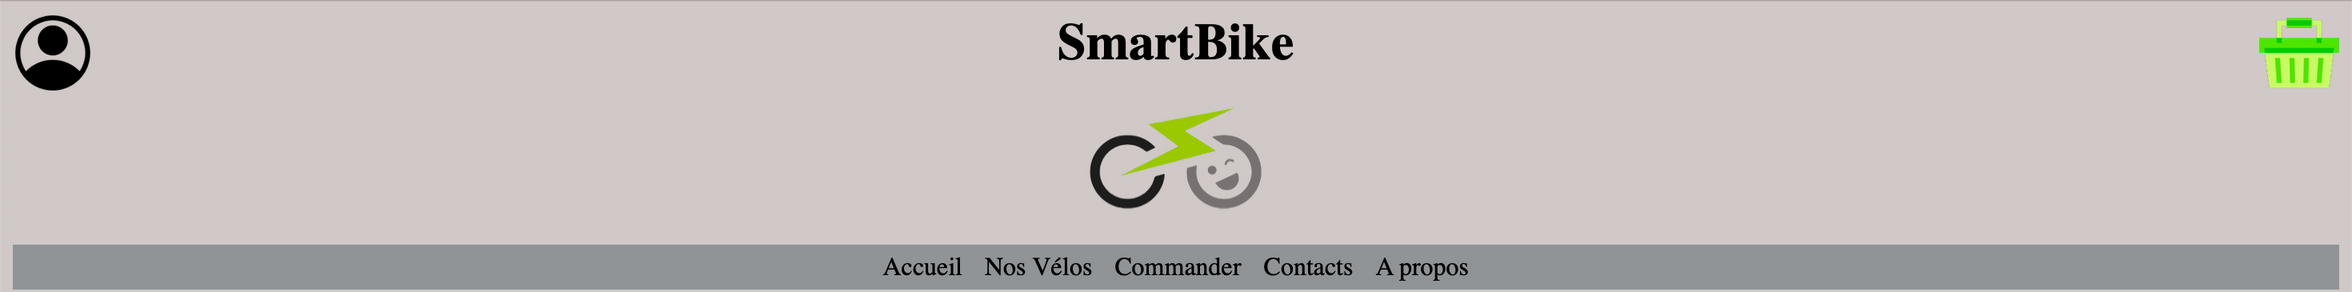 SmartBike
Accueil Nos Vélos Commander Contacts A propos